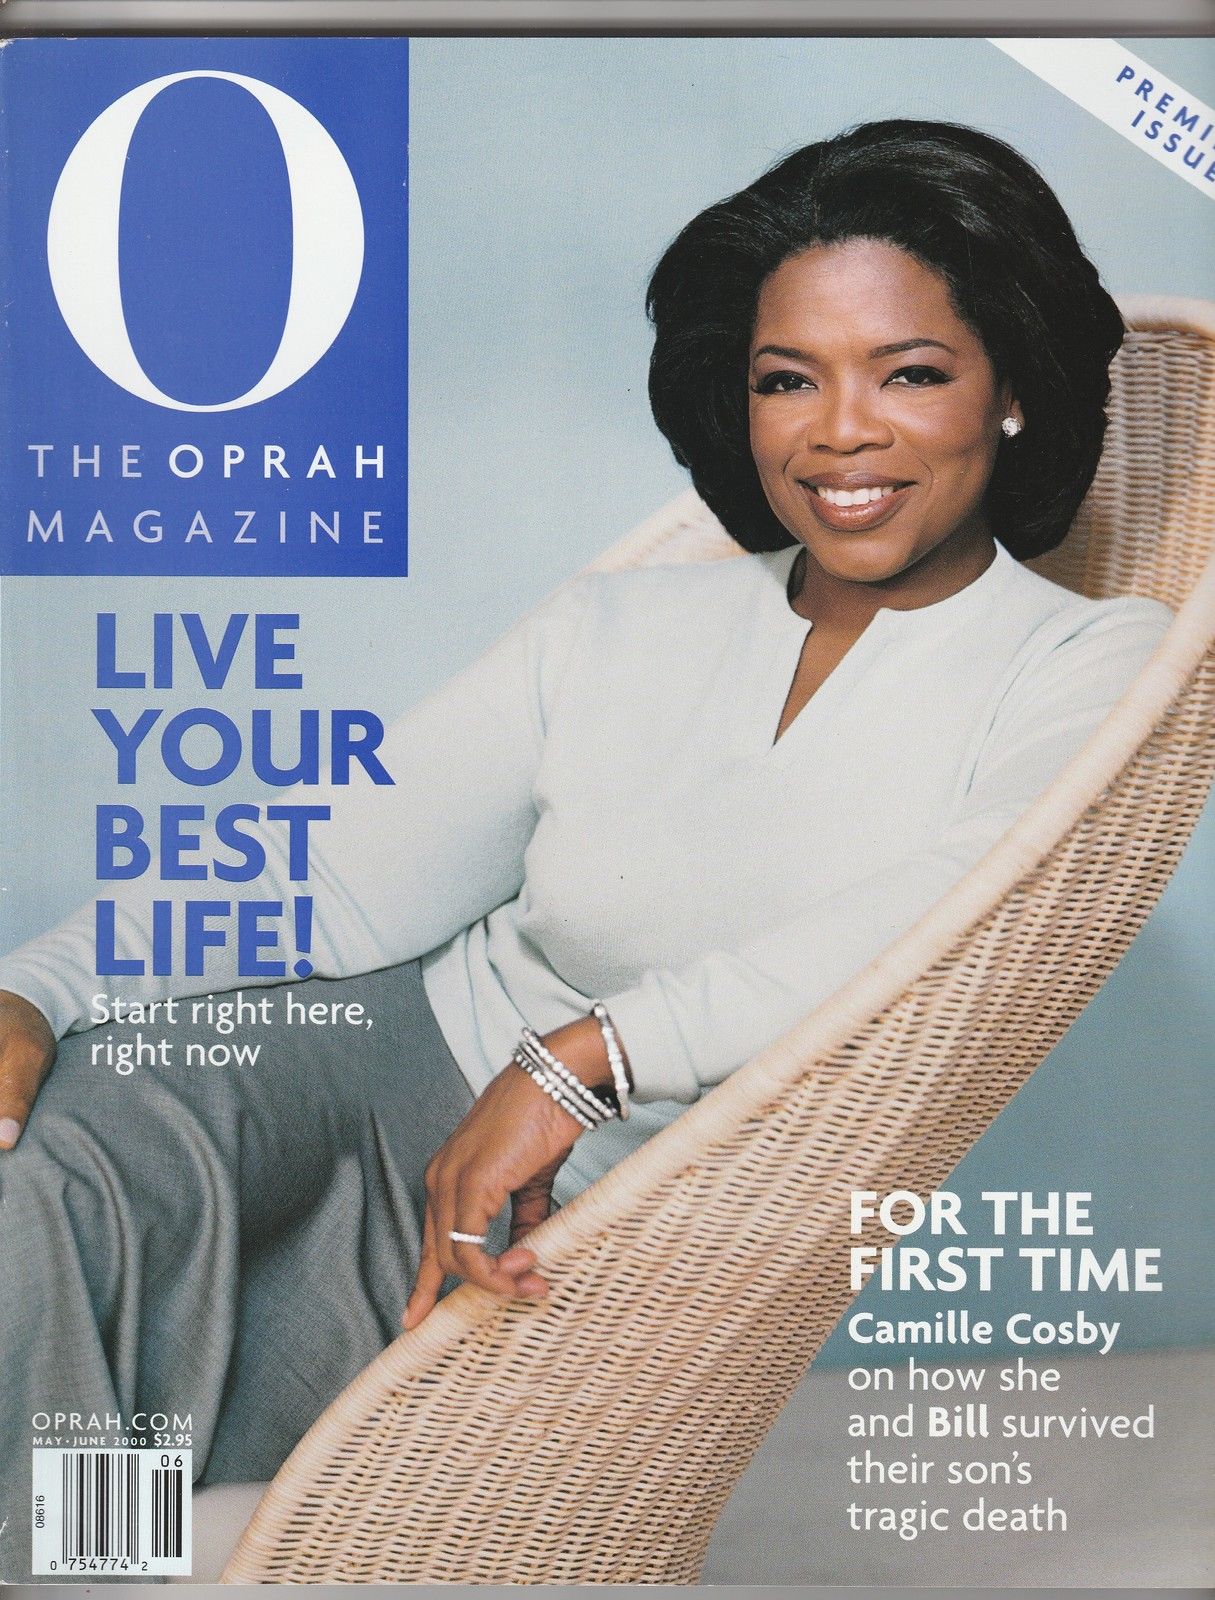 O
THE OPRAH
MAGAZINE
ISSUE
LIVE
YOUR
BEST
LIFE!
Start right here,
right now
FOR THE
FIRST TIME
Camille Cosby
on how she
and Bill survived
their son's
tragic death
OPRAH.COM
MAY•JUNE 2000 $2.95
06
08616
0 754774 2